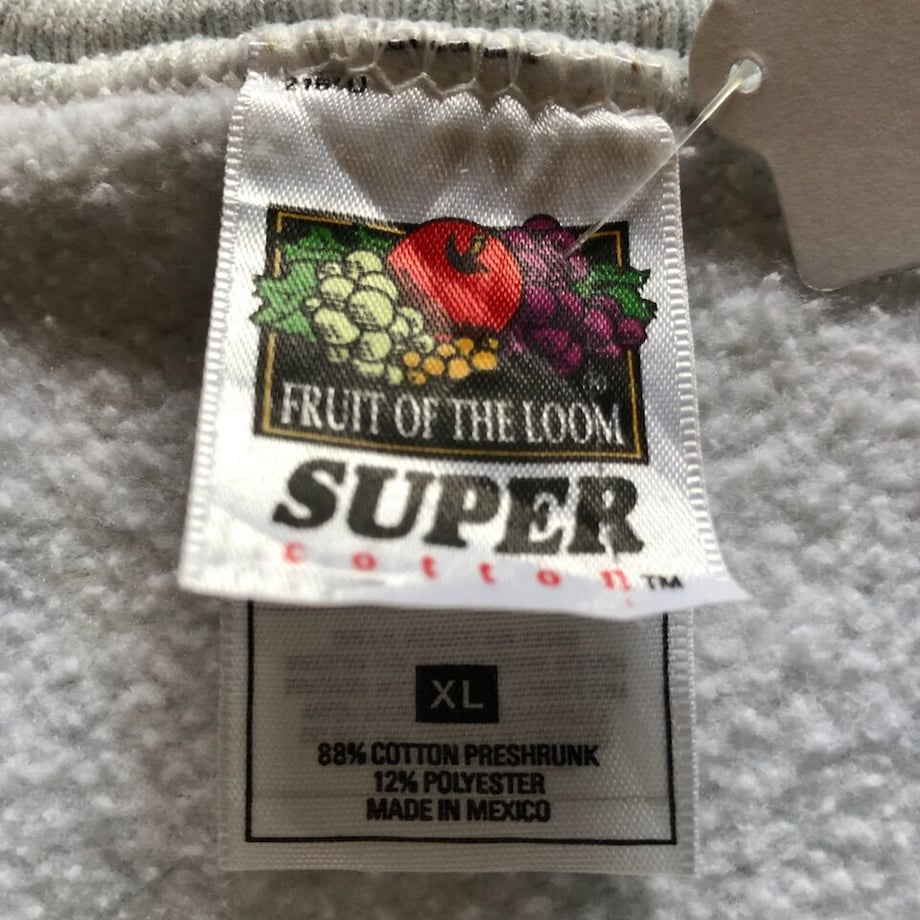 FRUIT OF THE LOOM
®
SUPER
cotton™
XL
88% COTTON PRESHRUNK
12% POLYESTER
MADE IN MEXICO